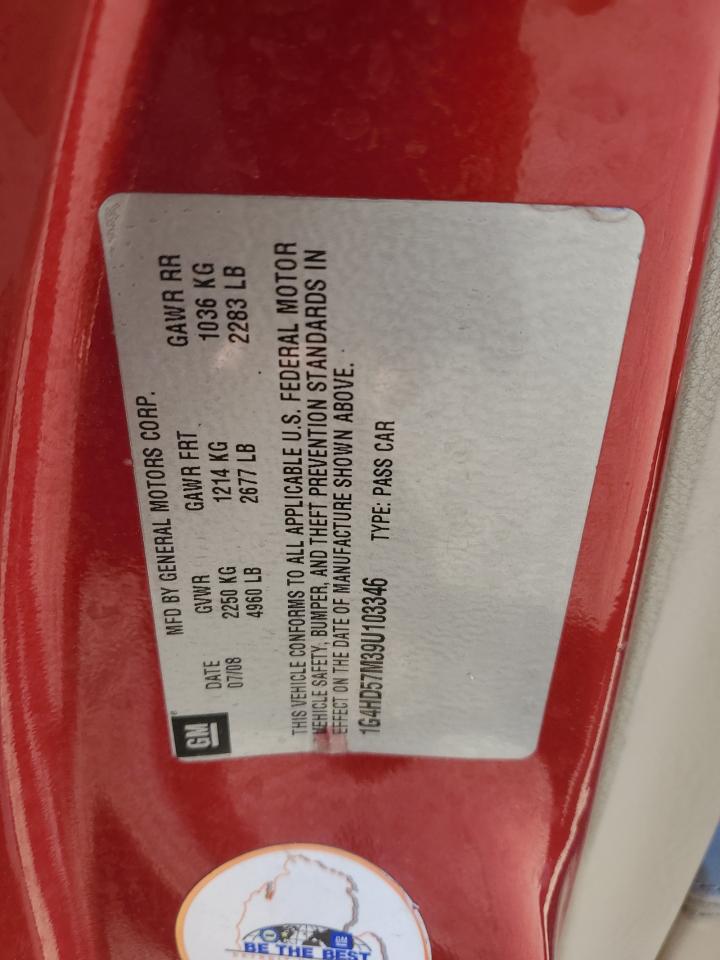 GM
MFD BY GENERAL MOTORS CORP.
DATE GVWR GAWR FRT GAWR RR
07/08 2250 KG 1214 KG 1036 KG
4960 LB 2677 LB 2283 LB
THIS VEHICLE CONFORMS TO ALL APPLICABLE U.S. FEDERAL MOTOR
VEHICLE SAFETY, BUMPER, AND THEFT PREVENTION STANDARDS IN
EFFECT ON THE DATE OF MANUFACTURE SHOWN ABOVE.
1G4HD57M39U103346 TYPE: PASS CAR
GM
BE THE BEST